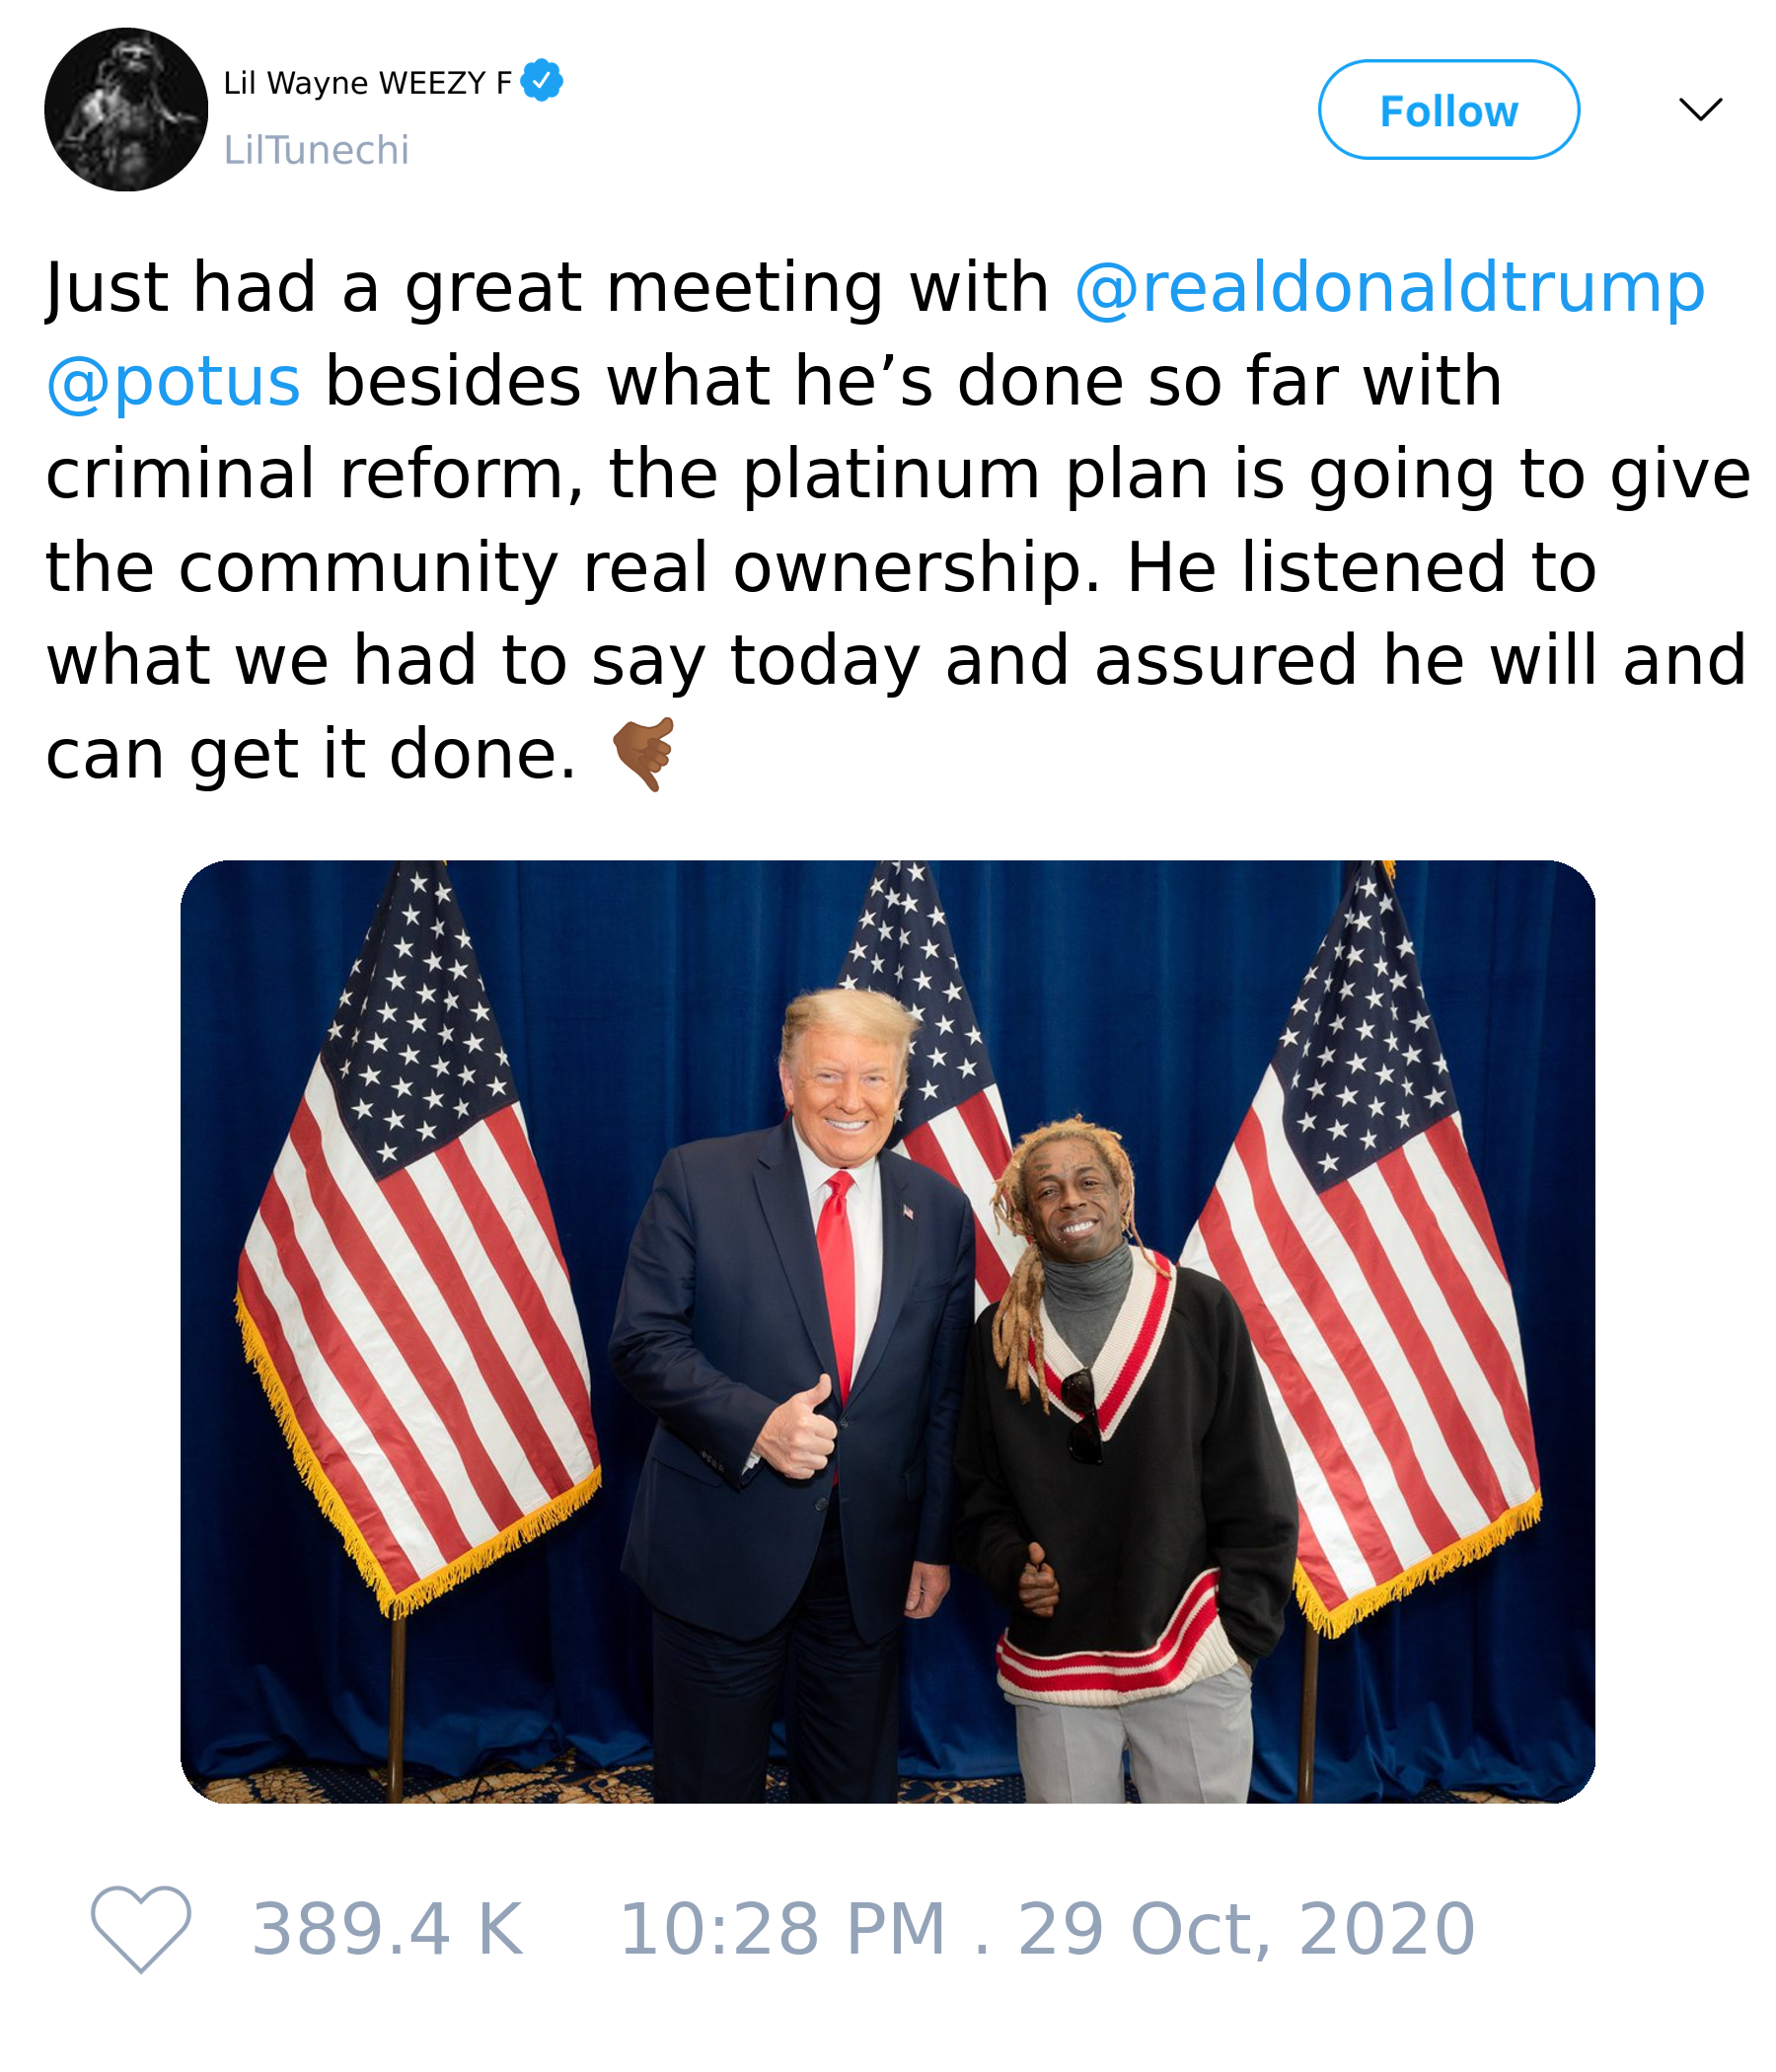 Lil Wayne WEEZY F
LilTunechi
Follow
Just had a great meeting with @realdonaldtrump
@potus besides what he’s done so far with
criminal reform, the platinum plan is going to give
the community real ownership. He listened to
what we had to say today and assured he will and
can get it done. 🤙🏾
389.4 K 10:28 PM . 29 Oct, 2020